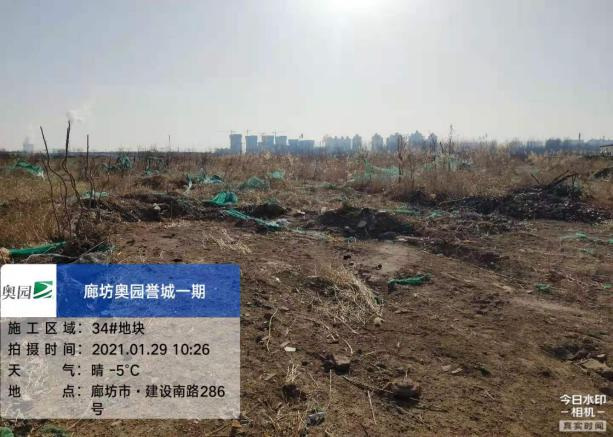 奥园
廊坊奥园誉城一期
施工区域：34#地块
拍摄时间：2021.01.29 10:26
天　　气：晴 -5℃
地　　点：廊坊市·建设南路286
号
今日水印
-相机-
真实时间